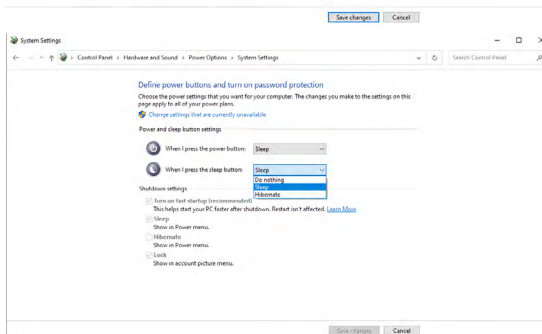 Save changes Cancel
System Settings
Control Panel > Hardware and Sound > Power Options > System Settings
Search Control Panel
Define power buttons and turn on password protection
Choose the power settings that you want for your computer. The changes you make to the settings on this
page apply to all of your power plans.
Change settings that are currently unavailable
Power and sleep button settings
When I press the power button: Sleep
When I press the sleep button: Sleep
Do nothing
Sleep
Hibernate
Shutdown settings
Turn on fast startup (recommended)
This helps start your PC faster after shutdown. Restart isn't affected. Learn More
Sleep
Show in Power menu.
Hibernate
Show in Power menu.
Lock
Show in account picture menu.
Save changes Cancel